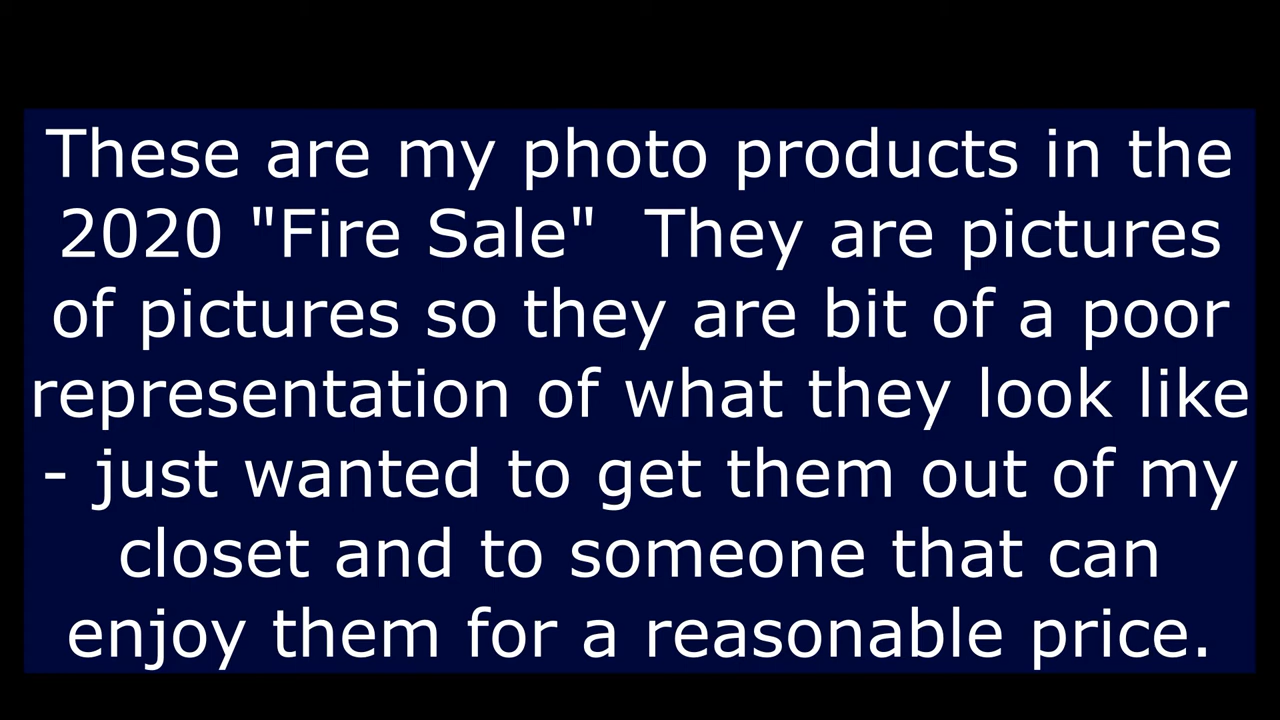 These are my photo products in the
2020 "Fire Sale"  They are pictures
of pictures so they are bit of a poor
representation of what they look like
- just wanted to get them out of my
closet and to someone that can
enjoy them for a reasonable price.